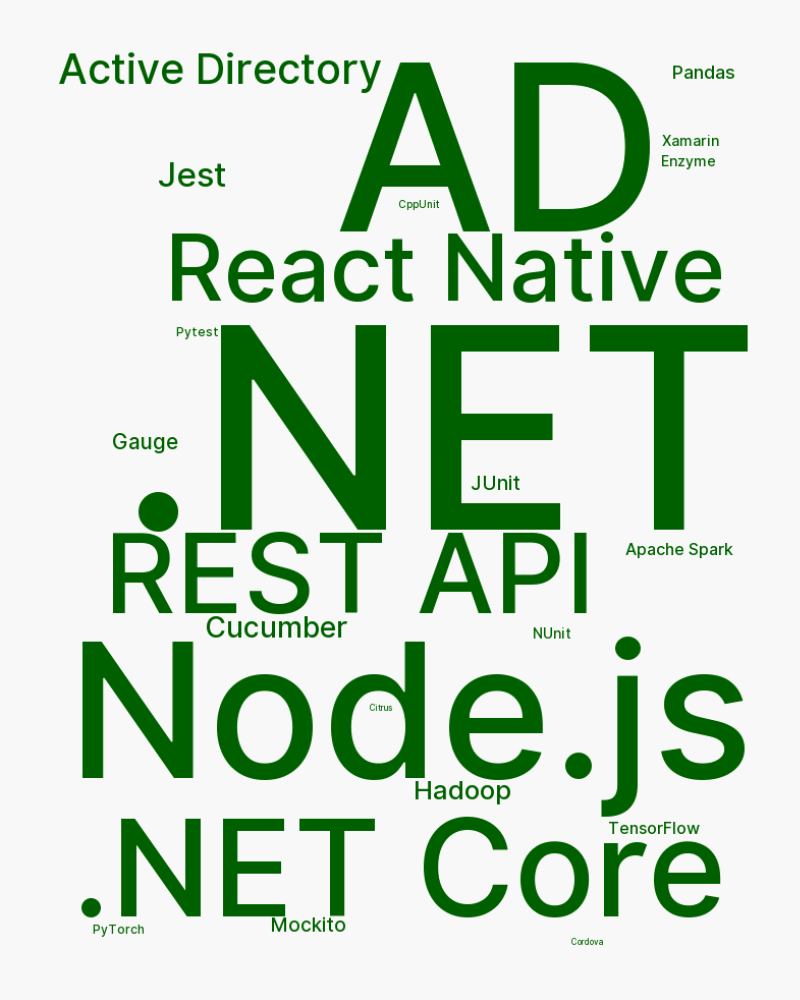 Active Directory
AD
Pandas
Xamarin
Enzyme
Jest
CppUnit
React Native
Pytest
.NET
Gauge
JUnit
REST API
Apache Spark
Cucumber
NUnit
Node.js
Citrus
Hadoop
TensorFlow
.NET Core
PyTorch
Mockito
Cordova